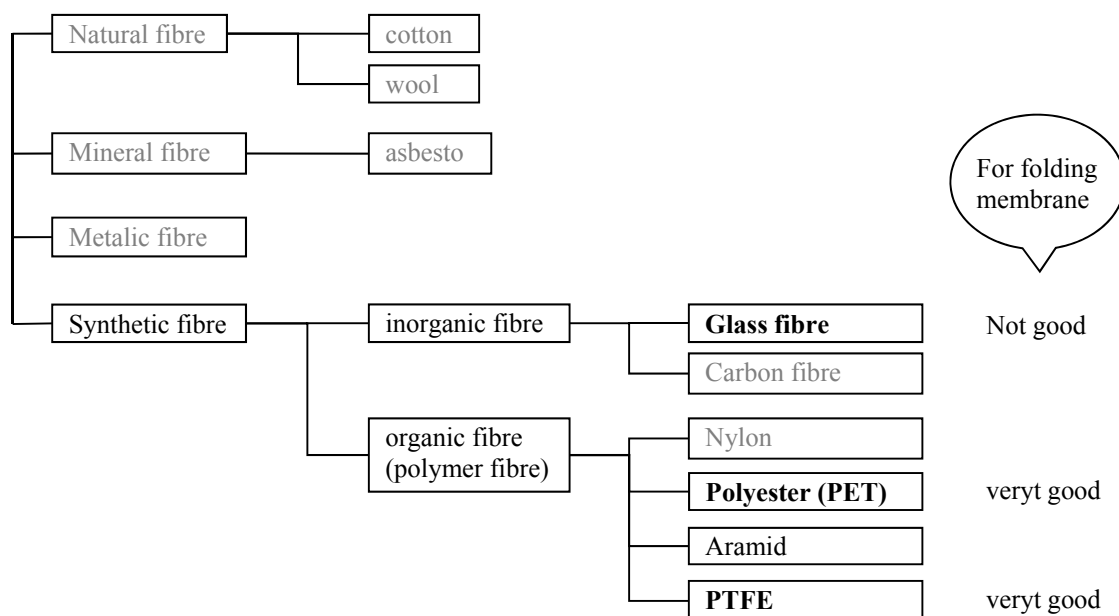 Natural fibre
cotton
wool
Mineral fibre
asbesto
For folding
membrane
Metalic fibre
Synthetic fibre
inorganic fibre
Glass fibre
Not good
Carbon fibre
organic fibre
(polymer fibre)
Nylon
Polyester (PET)
veryt good
Aramid
PTFE
veryt good